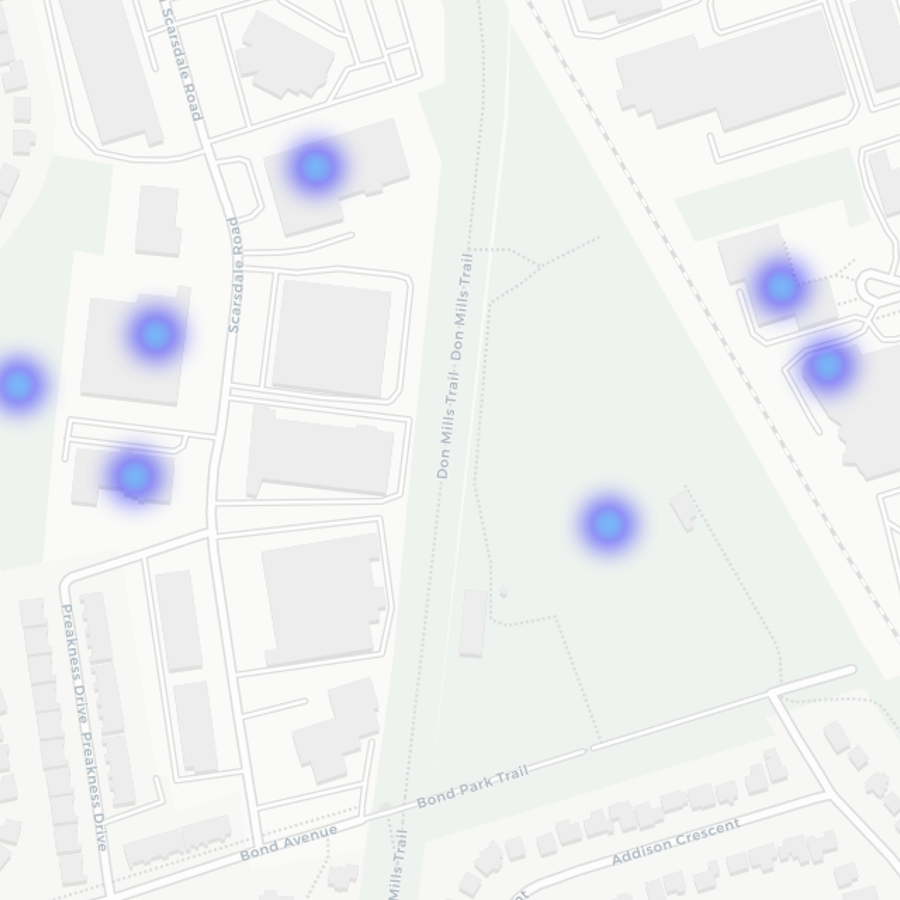 Scarsdale Road
Scarsdale Road
Don Mills Trail
Don Mills Trail
Preakness Drive
Preakness Drive
Bond Park Trail
Bond Avenue
Addison Crescent
Mills Trail
nt